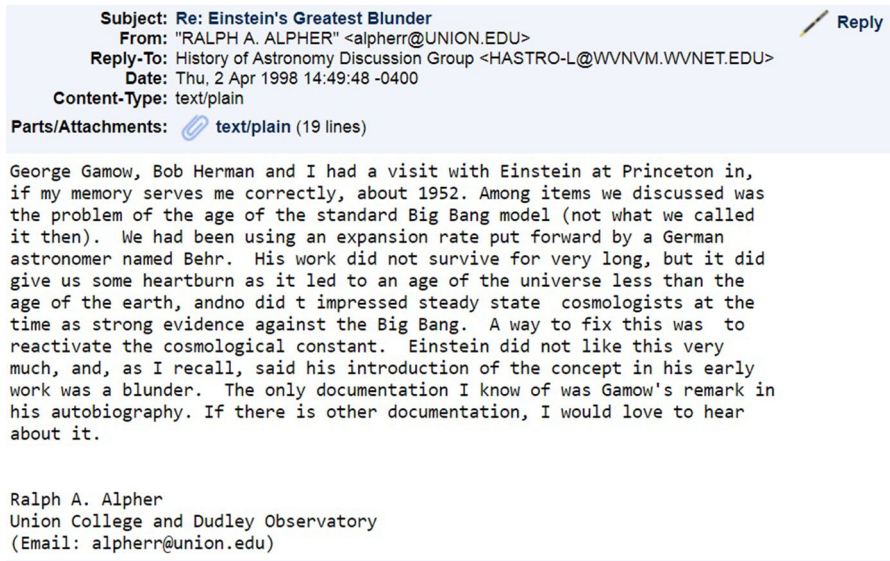 Subject: Re: Einstein's Greatest Blunder
Reply
From: "RALPH A. ALPHER" <alpherr@UNION.EDU>
Reply-To: History of Astronomy Discussion Group <HASTRO-L@WVNVM.WVNET.EDU>
Date: Thu, 2 Apr 1998 14:49:48 -0400
Content-Type: text/plain
Parts/Attachments: text/plain (19 lines)
George Gamow, Bob Herman and I had a visit with Einstein at Princeton in,
if my memory serves me correctly, about 1952. Among items we discussed was
the problem of the age of the standard Big Bang model (not what we called
it then).  We had been using an expansion rate put forward by a German
astronomer named Behr.  His work did not survive for very long, but it did
give us some heartburn as it led to an age of the universe less than the
age of the earth, andno did t impressed steady state  cosmologists at the
time as strong evidence against the Big Bang.  A way to fix this was  to
reactivate the cosmological constant.  Einstein did not like this very
much, and, as I recall, said his introduction of the concept in his early
work was a blunder.  The only documentation I know of was Gamow's remark in
his autobiography. If there is other documentation, I would love to hear
about it.
Ralph A. Alpher
Union College and Dudley Observatory
(Email: alpherr@union.edu)